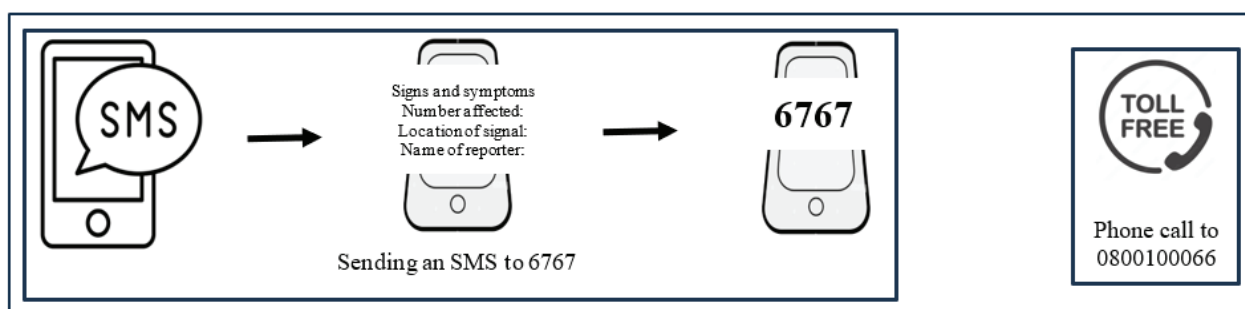 SMS
Signs and symptoms
Number affected:
Location of signal:
Name of reporter:
6767
Sending an SMS to 6767
TOLL
FREE
Phone call to
0800100066